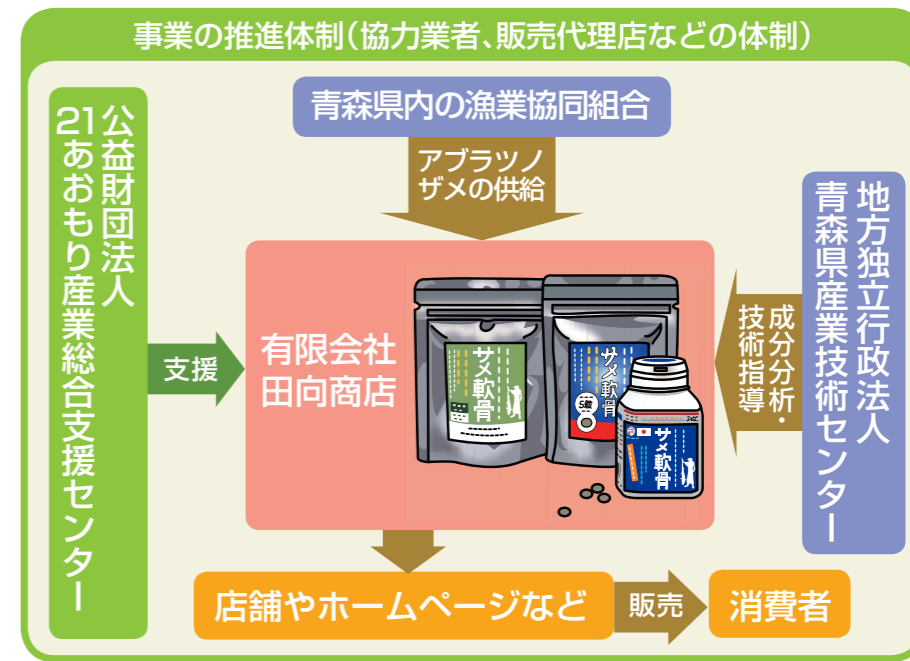 事業の推進体制(協力業者、販売代理店などの体制)
青森県内の漁業協同組合
アブラツノ
ザメの供給
公益財団法人
21あおもり産業総合支援センター
支援
有限会社
田向商店
サメ軟骨
サメ軟骨
サメ軟骨
成分分析・
技術指導
地方独立行政法人
青森県産業技術センター
店舗やホームページなど
販売
消費者